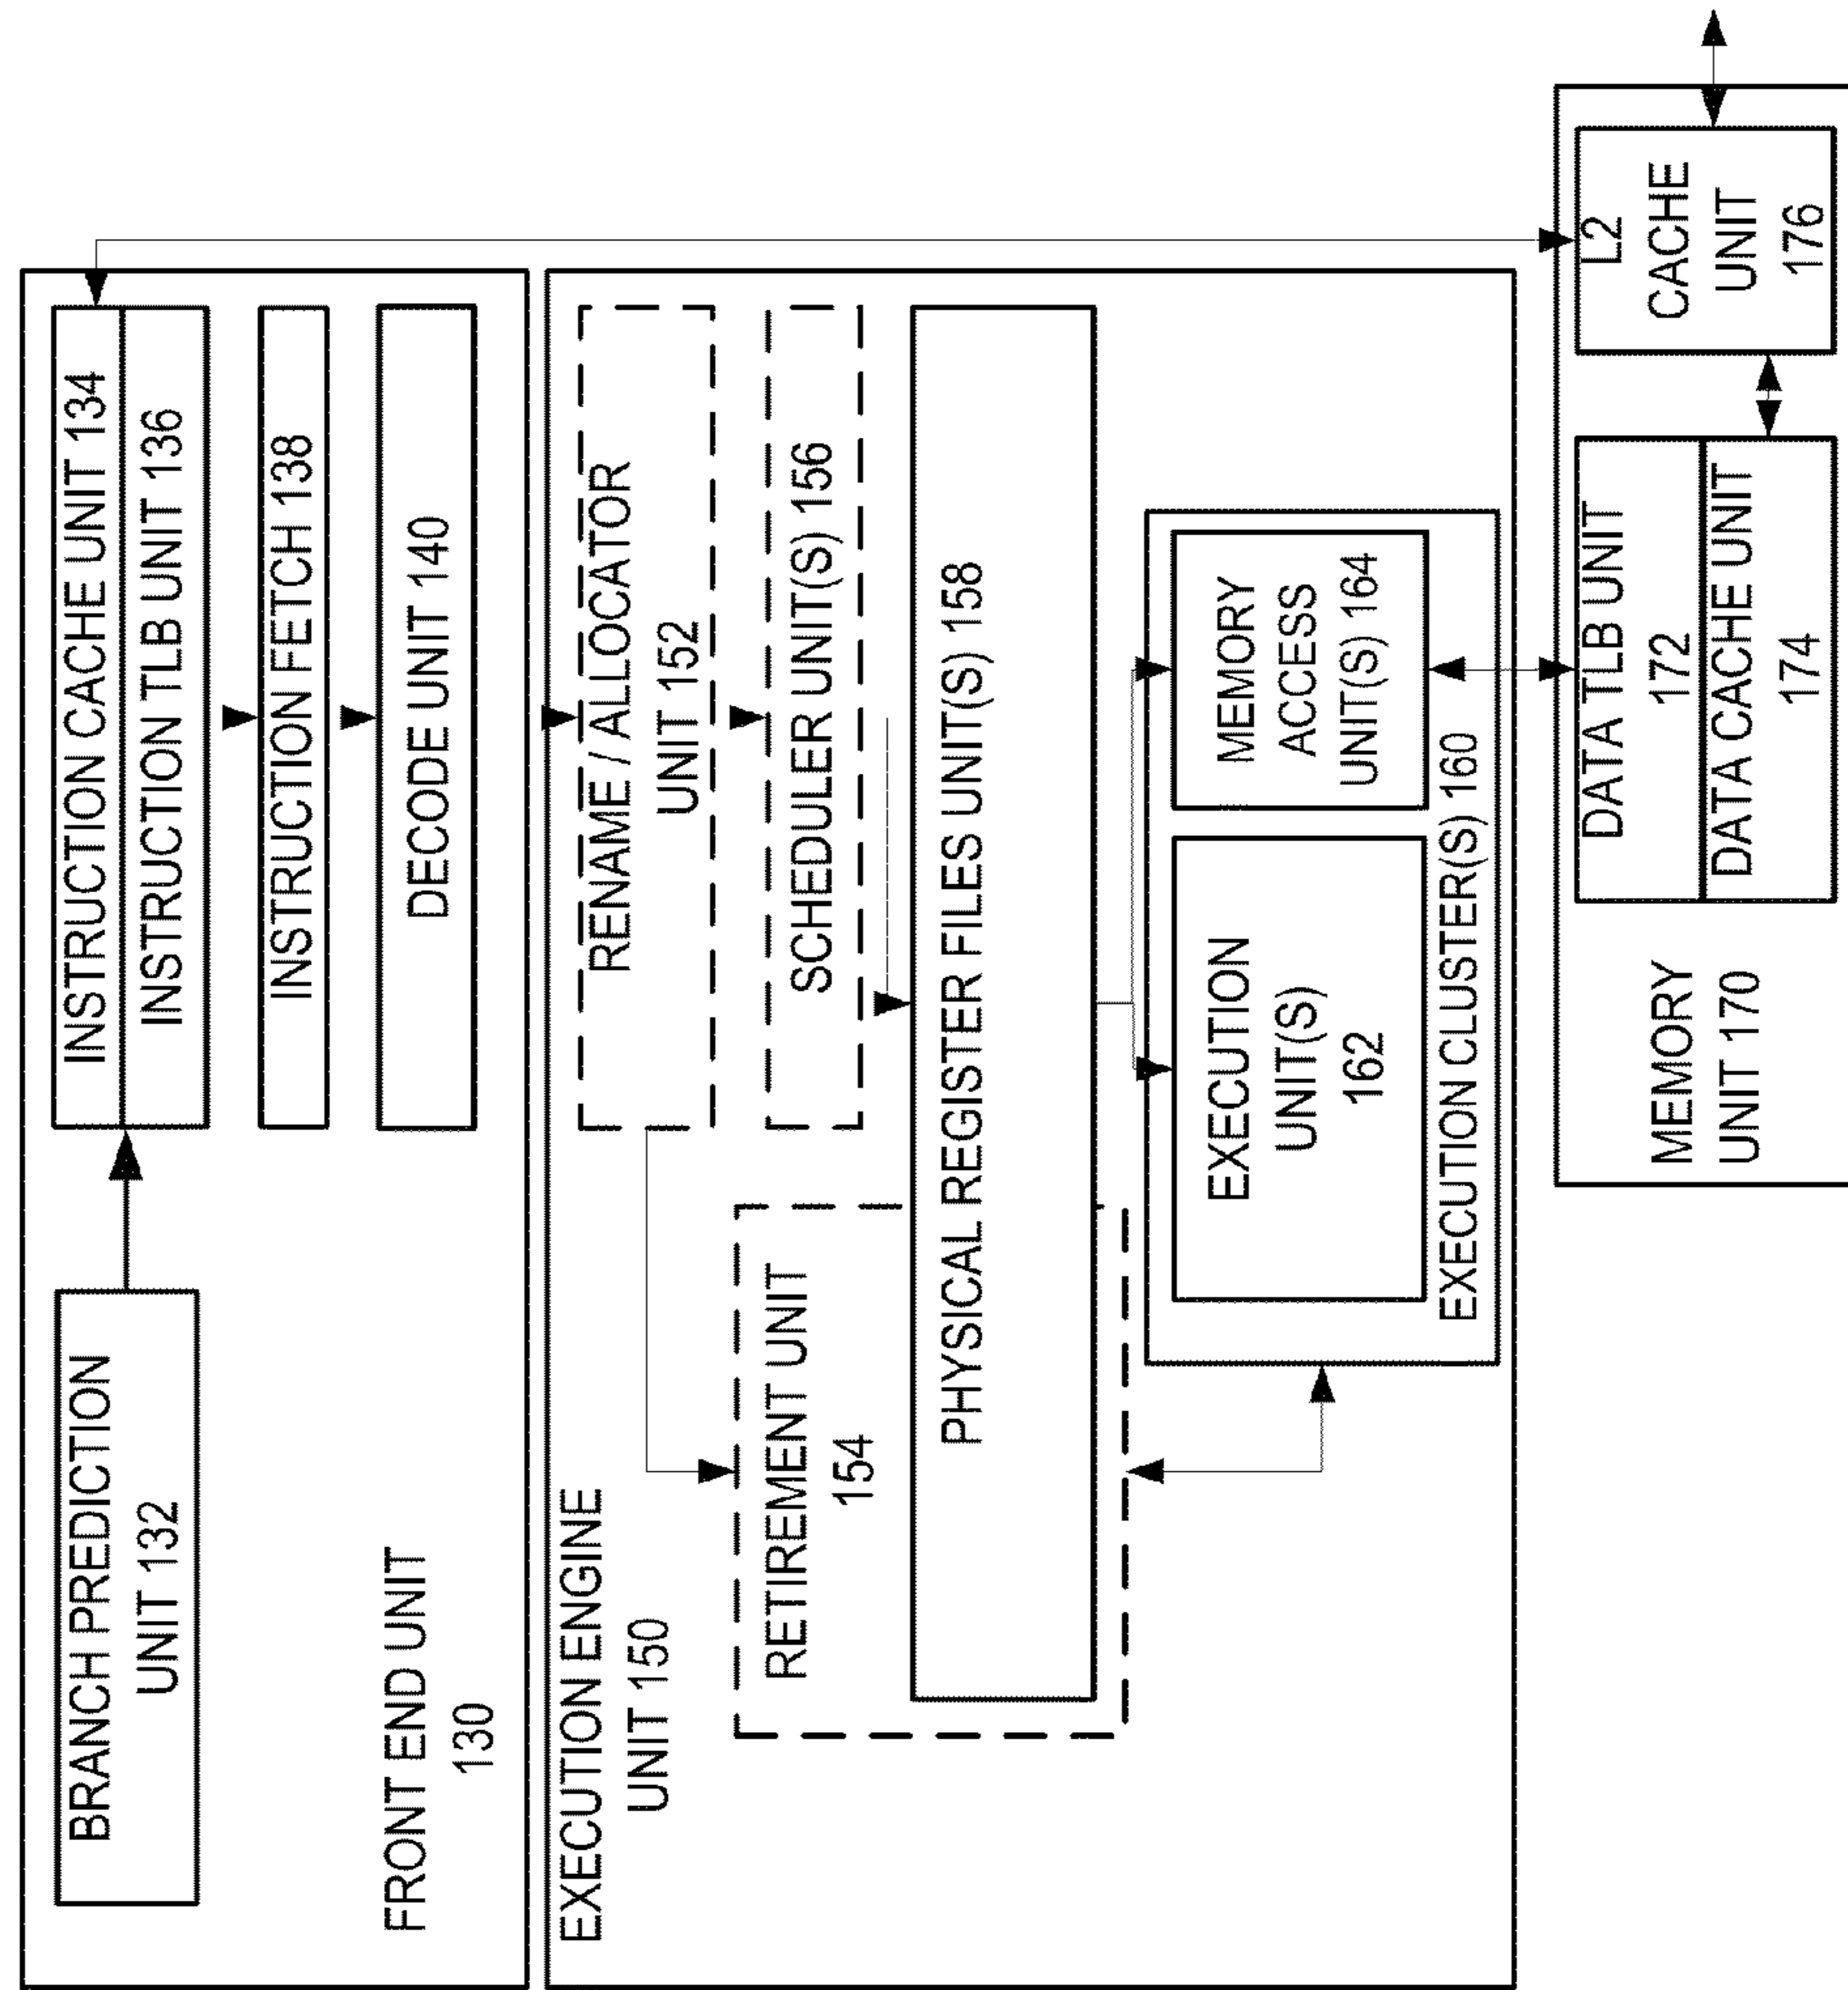 BRANCH PREDICTION
UNIT 132
INSTRUCTION CACHE UNIT 134
INSTRUCTION TLB UNIT 136
INSTRUCTION FETCH 138
DECODE UNIT 140
FRONT END UNIT
130
EXECUTION ENGINE
UNIT 150
RENAME / ALLOCATOR
UNIT 152
RETIREMENT UNIT
154
SCHEDULER UNIT(S) 156
PHYSICAL REGISTER FILES UNIT(S) 158
EXECUTION
UNIT(S)
162
MEMORY
ACCESS
UNIT(S) 164
EXECUTION CLUSTER(S) 160
MEMORY
UNIT 170
DATA TLB UNIT
172
DATA CACHE UNIT
174
L2
CACHE
UNIT
176